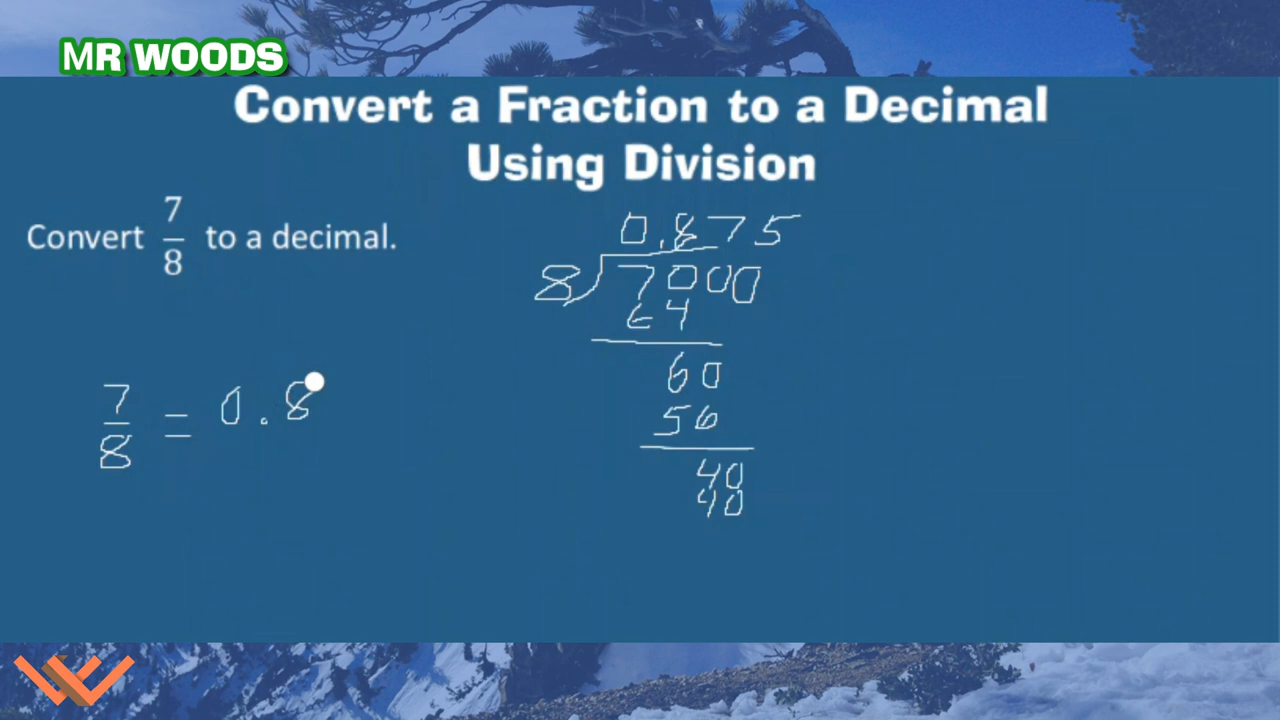 MR WOODS
Convert a Fraction to a Decimal
Using Division
Convert 7/8 to a decimal.
0.875
8)7000
64
60
56
40
40
7/8 = 0.8